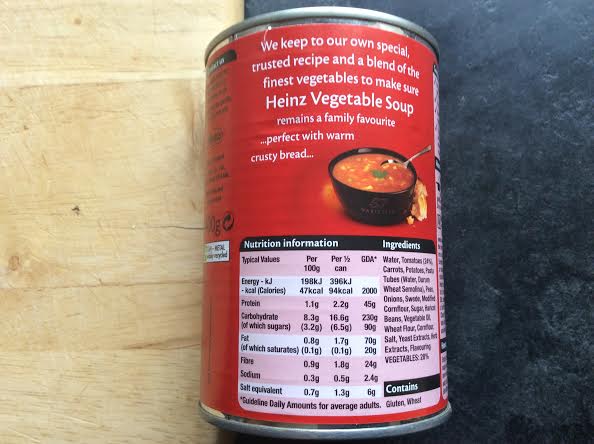 We keep to our own special,
trusted recipe and a blend of the
finest vegetables to make sure
Heinz Vegetable Soup
remains a family favourite
...perfect with warm
crusty bread...
57
VARIETIES
Nutrition information
Typical Values Per 100g Per ½ can GDA*
Energy - kJ 198kJ 396kJ
- kcal (Calories) 47kcal 94kcal 2000
Protein 1.1g 2.2g 45g
Carbohydrate 8.3g 16.6g 230g
(of which sugars) (3.2g) (6.5g) 90g
Fat 0.8g 1.7g 70g
(of which saturates) (0.1g) (0.1g) 20g
Fibre 0.9g 1.8g 24g
Sodium 0.3g 0.5g 2.4g
Salt equivalent 0.7g 1.3g 6g
*Guideline Daily Amounts for average adults.
Ingredients
Water, Tomatoes (24%),
Carrots, Potatoes, Pasta
Tubes (Water, Durum
Wheat Semolina), Peas,
Onions, Swede, Modified
Cornflour, Sugar, Haricot
Beans, Vegetable Oil,
Wheat Flour, Cornflour,
Salt, Yeast Extracts, Herb
Extracts, Flavouring.
VEGETABLES: 28%
Contains
Gluten, Wheat